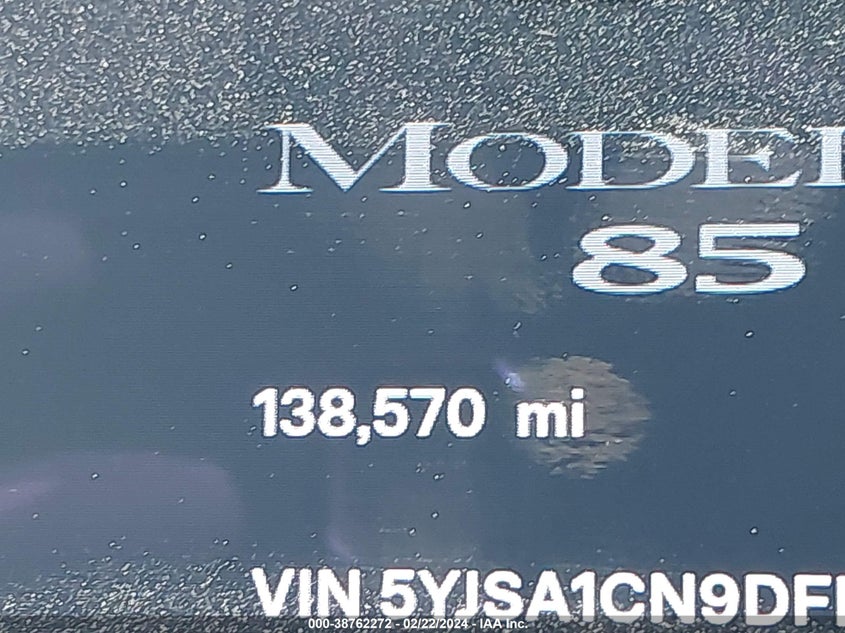 MODEL
85
138,570 mi
VIN 5YJSA1CN9DF
000-38762272 - 02/22/2024 - IAA Inc.